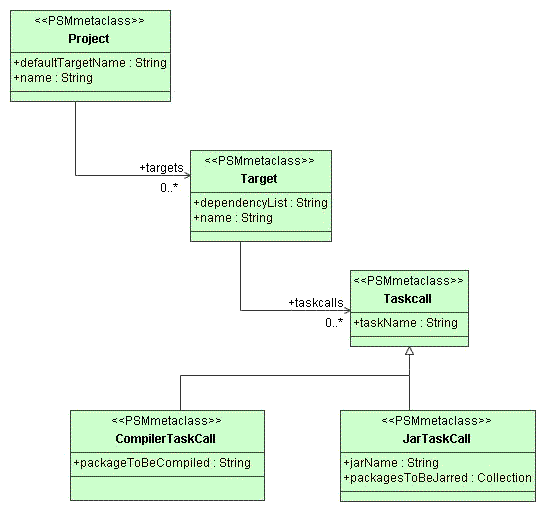 <<PSMmetaclass>>
Project
+defaultTargetName : String
+name : String
+targets
0..*
<<PSMmetaclass>>
Target
+dependencyList : String
+name : String
+taskcalls
0..*
<<PSMmetaclass>>
Taskcall
+taskName : String
<<PSMmetaclass>>
CompilerTaskCall
+packageToBeCompiled : String
<<PSMmetaclass>>
JarTaskCall
+jarName : String
+packagesToBeJarred : Collection